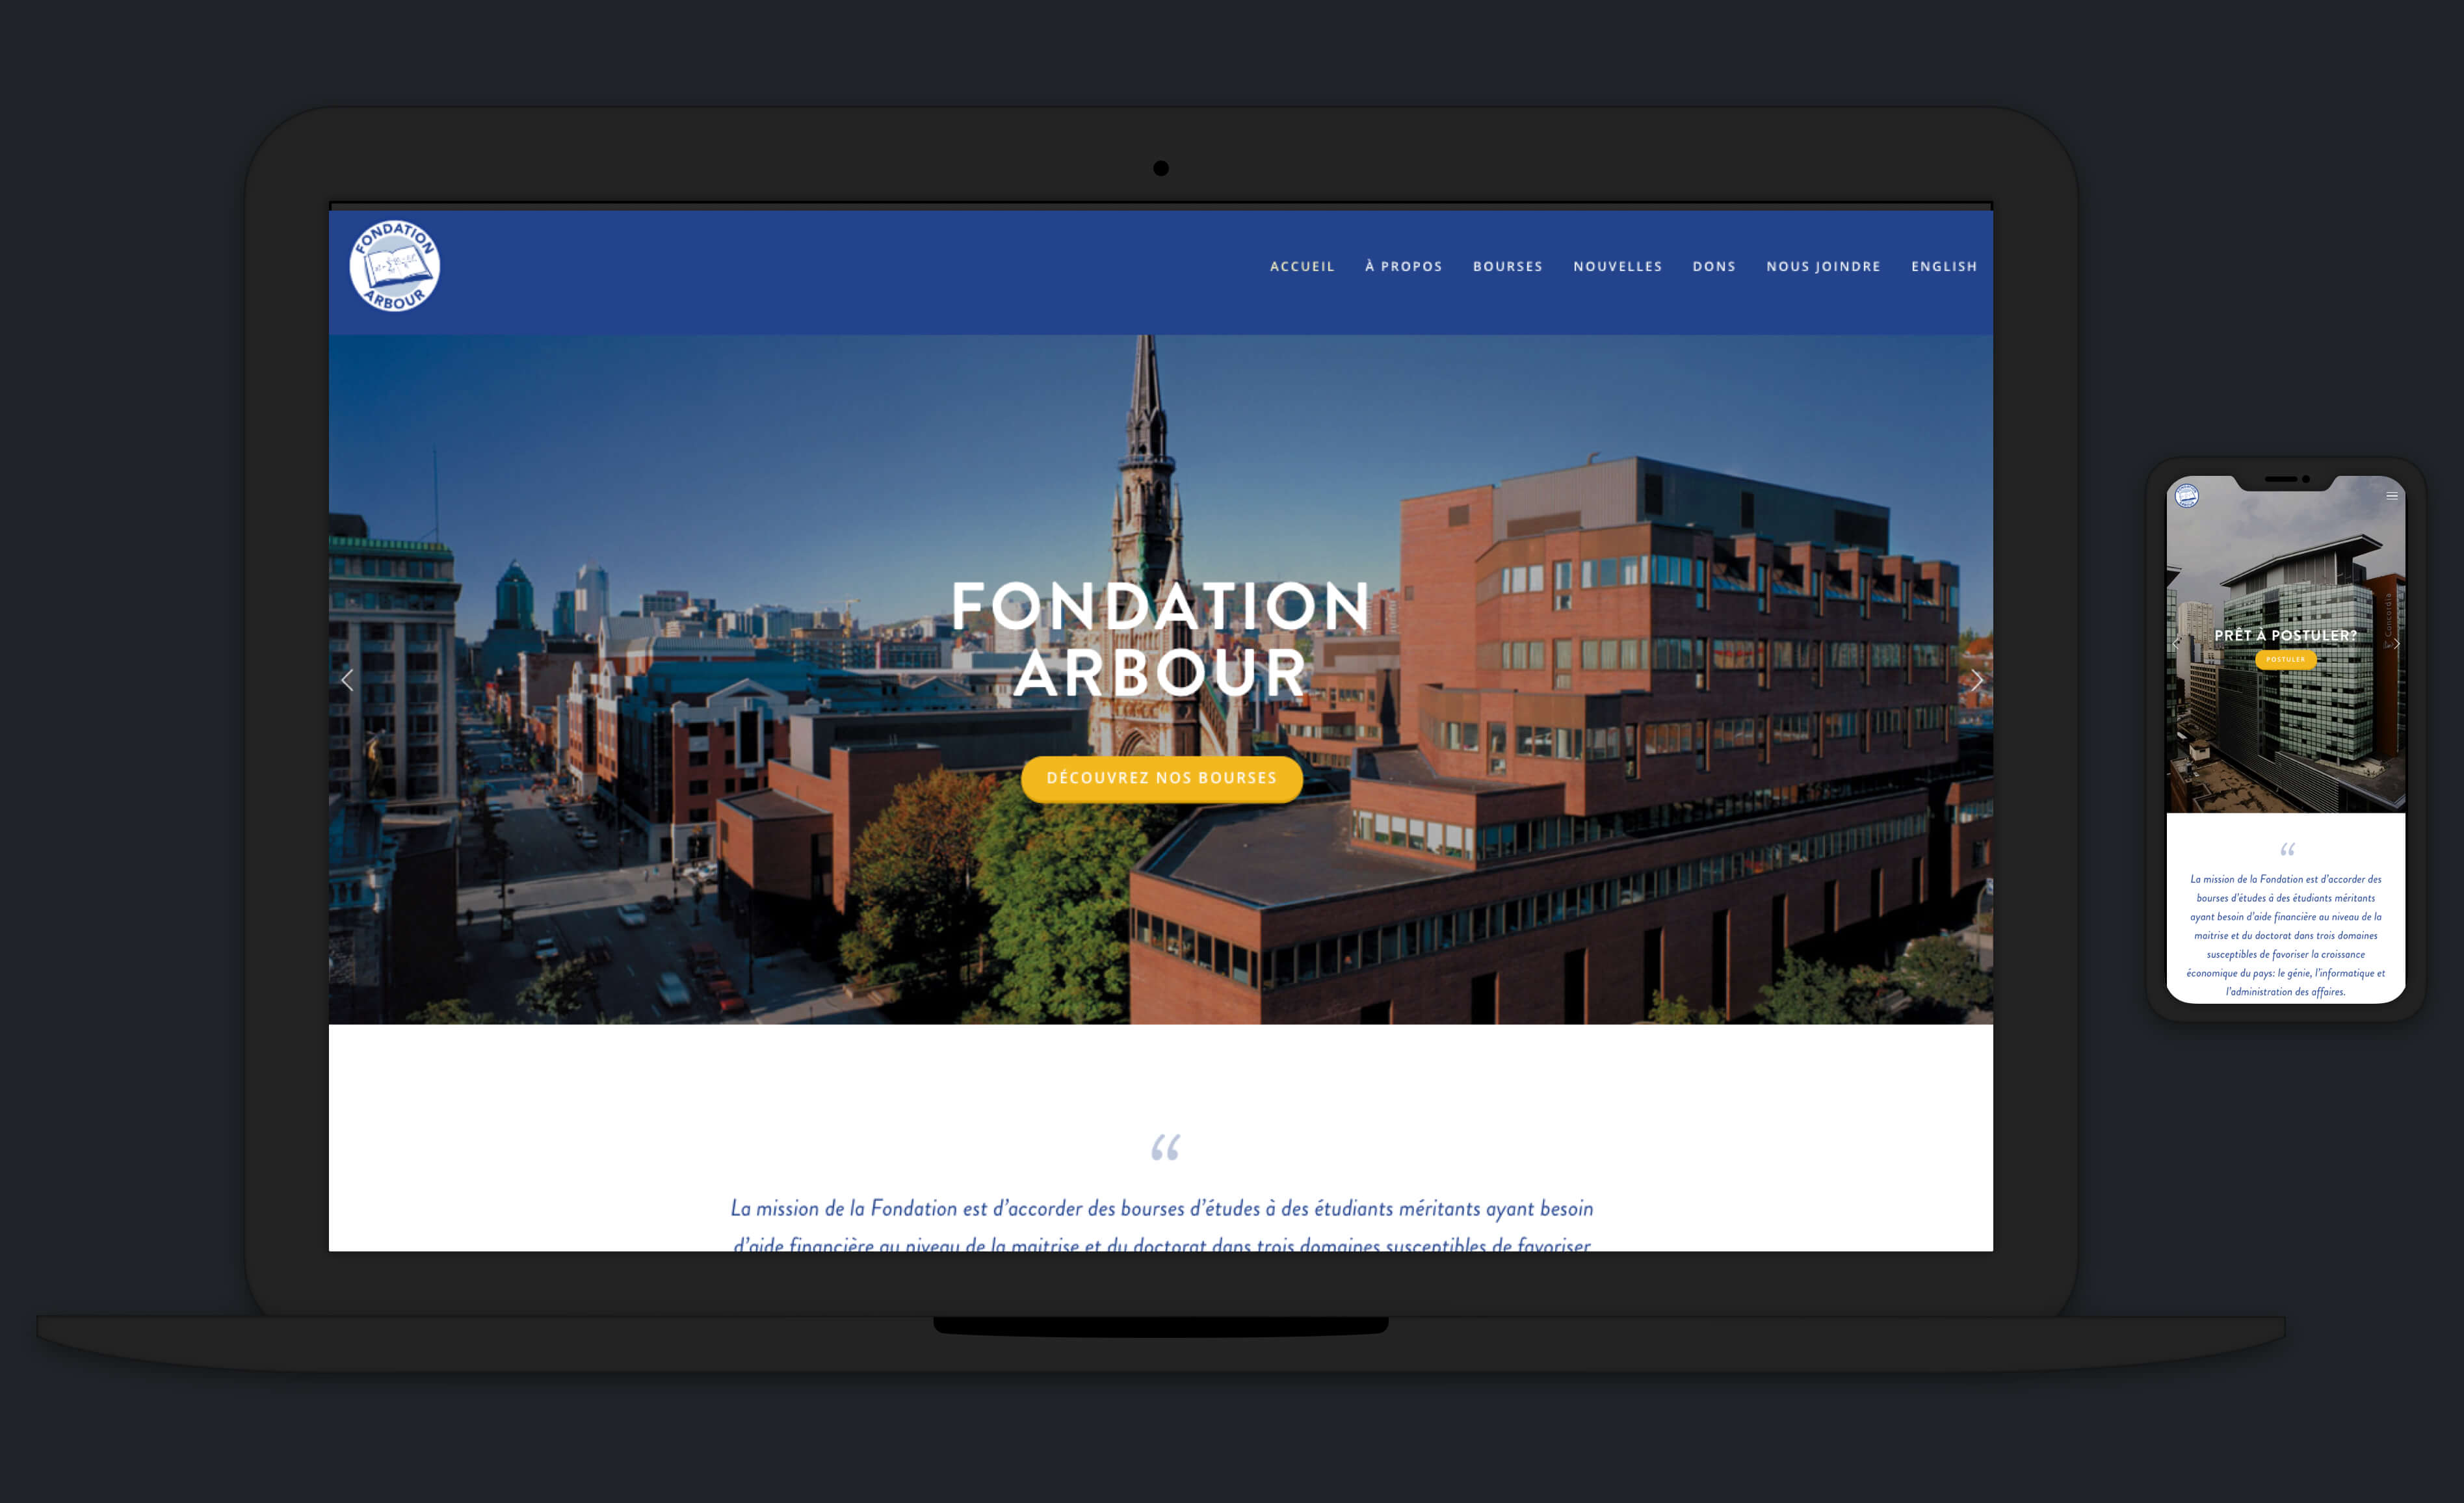 FONDATION
ARBOUR
ACCUEIL À PROPOS BOURSES NOUVELLES DONS NOUS JOINDRE ENGLISH
FONDATION
ARBOUR
DÉCOUVREZ NOS BOURSES
“
La mission de la Fondation est d’accorder des bourses d’études à des étudiants méritants ayant besoin
d’aide financière au niveau de la maitrise et du doctorat dans trois domaines susceptibles de favoriser
Concordia
PRÊT À POSTULER?
POSTULER
“
La mission de la Fondation est d’accorder des
bourses d’études à des étudiants méritants
ayant besoin d’aide financière au niveau de la
maitrise et du doctorat dans trois domaines
susceptibles de favoriser la croissance
économique du pays: le génie, l’informatique et
l’administration des affaires.